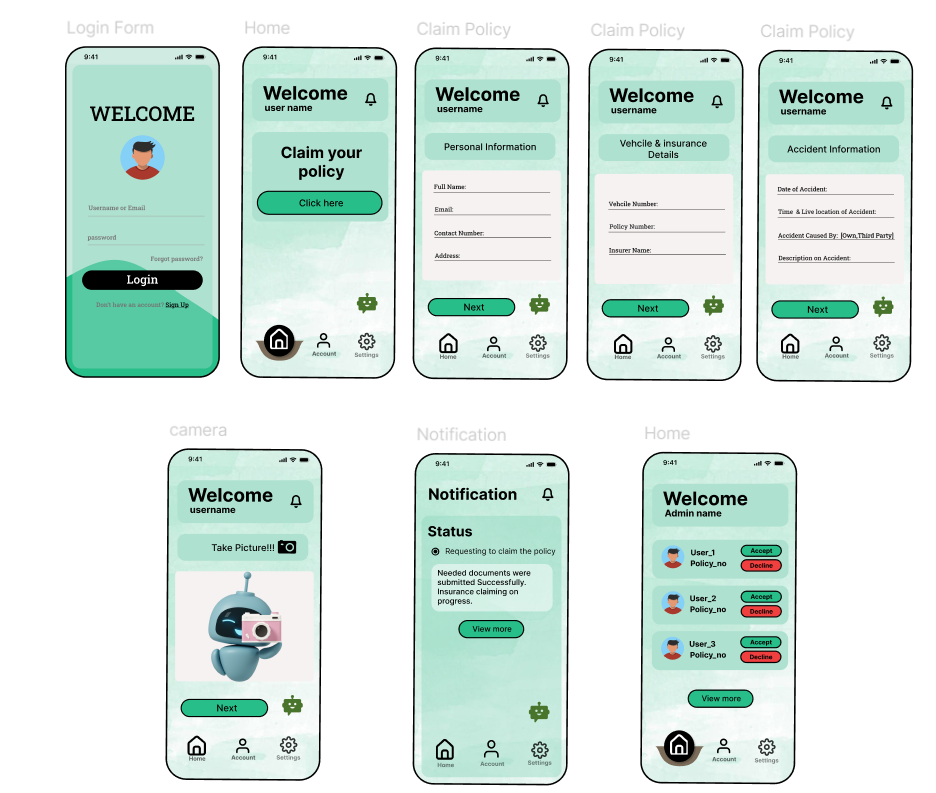 Login Form
9:41
WELCOME
Username or Email
password
Forgot password?
Login
Don't have an account? Sign Up
Home
9:41
Welcome
user name
Claim your
policy
Click here
Account
Settings
Claim Policy
9:41
Welcome
username
Personal Information
Full Name:
Email:
Contact Number:
Address:
Next
Home
Account
Settings
Claim Policy
9:41
Welcome
username
Vehcile & insurance
Details
Vehcile Number:
Policy Number:
Insurer Name:
Next
Home
Account
Settings
Claim Policy
9:41
Welcome
username
Accident Information
Date of Accident:
Time & Live location of Accident:
Accident Caused By: [Own,Third Party]
Description on Accident:
Next
Home
Account
Settings
camera
9:41
Welcome
username
Take Picture!!!
Next
Home
Account
Settings
Notification
9:41
Notification
Status
Requesting to claim the policy
Needed documents were
submitted Successfully.
Insurance claiming on
progress.
View more
Home
Account
Settings
Home
9:41
Welcome
Admin name
User_1
Policy_no
Accept
Decline
User_2
Policy_no
Accept
Decline
User_3
Policy_no
Accept
Decline
View more
Account
Settings